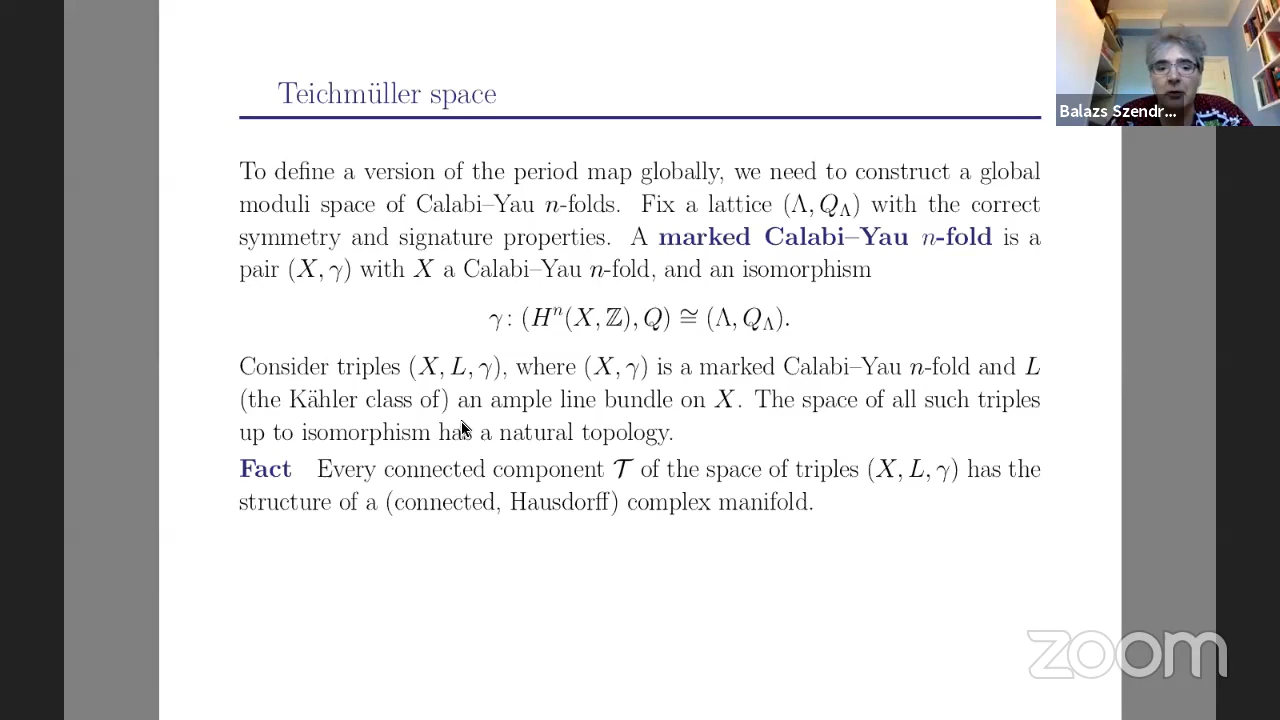 Teichmüller space
To define a version of the period map globally, we need to construct a global
moduli space of Calabi–Yau n-folds. Fix a lattice (Λ, Q_Λ) with the correct
symmetry and signature properties. A marked Calabi–Yau n-fold is a
pair (X, γ) with X a Calabi–Yau n-fold, and an isomorphism
γ: (Hⁿ(X, ℤ), Q) ≅ (Λ, Q_Λ).
Consider triples (X, L, γ), where (X, γ) is a marked Calabi–Yau n-fold and L
(the Kähler class of) an ample line bundle on X. The space of all such triples
up to isomorphism has a natural topology.
Fact Every connected component 𝒯 of the space of triples (X, L, γ) has the
structure of a (connected, Hausdorff) complex manifold.
Balazs Szendr...
zoom